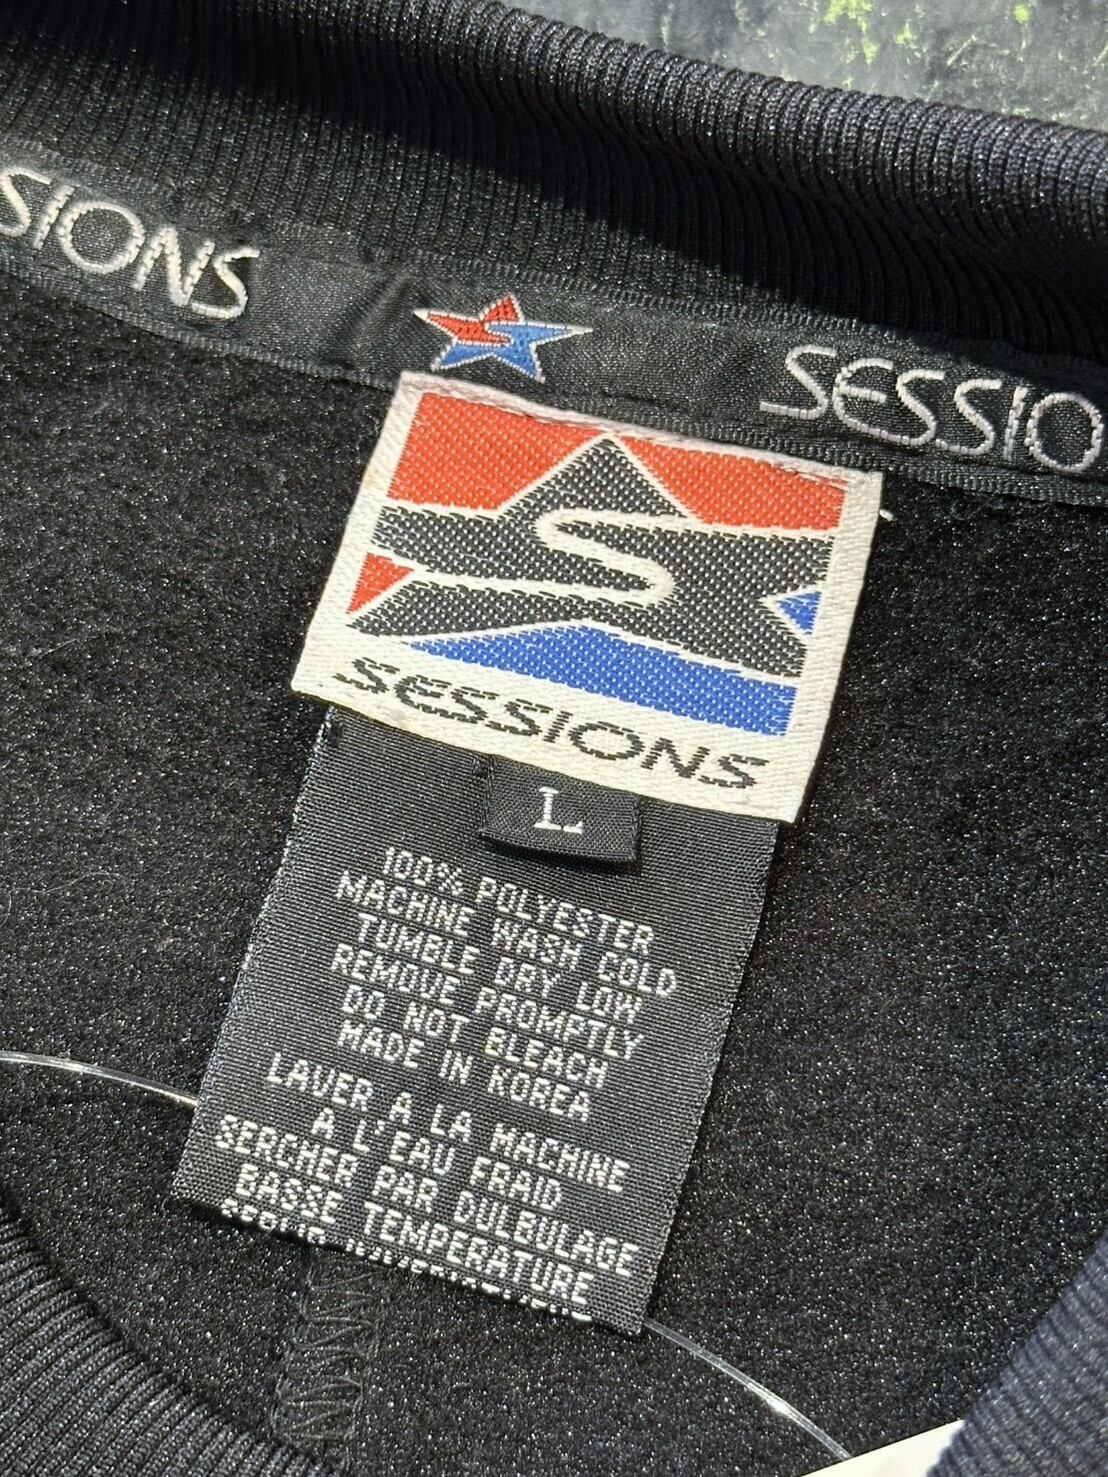 SIONS
SESSIO
SESSIONS
L
100% POLYESTER
MACHINE WASH COLD
TUMBLE DRY LOW
REMOVE PROMPTLY
DO NOT BLEACH
MADE IN KOREA
LAVER A LA MACHINE
A L'EAU FRAID
SERCHER PAR DULBULAGE
BASSE TEMPERATURE